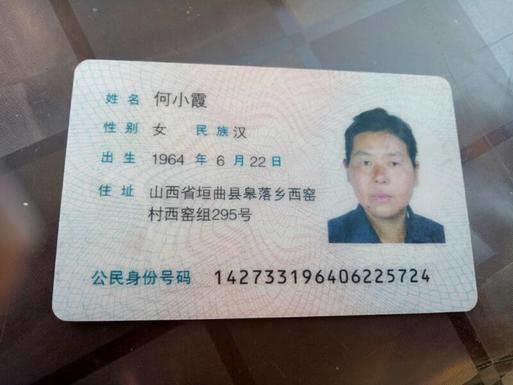 姓名 何小霞
性别 女 民族 汉
出生 1964 年 6 月 22 日
住址 山西省垣曲县皋落乡西窑
村西窑组295号
公民身份号码 142733196406225724